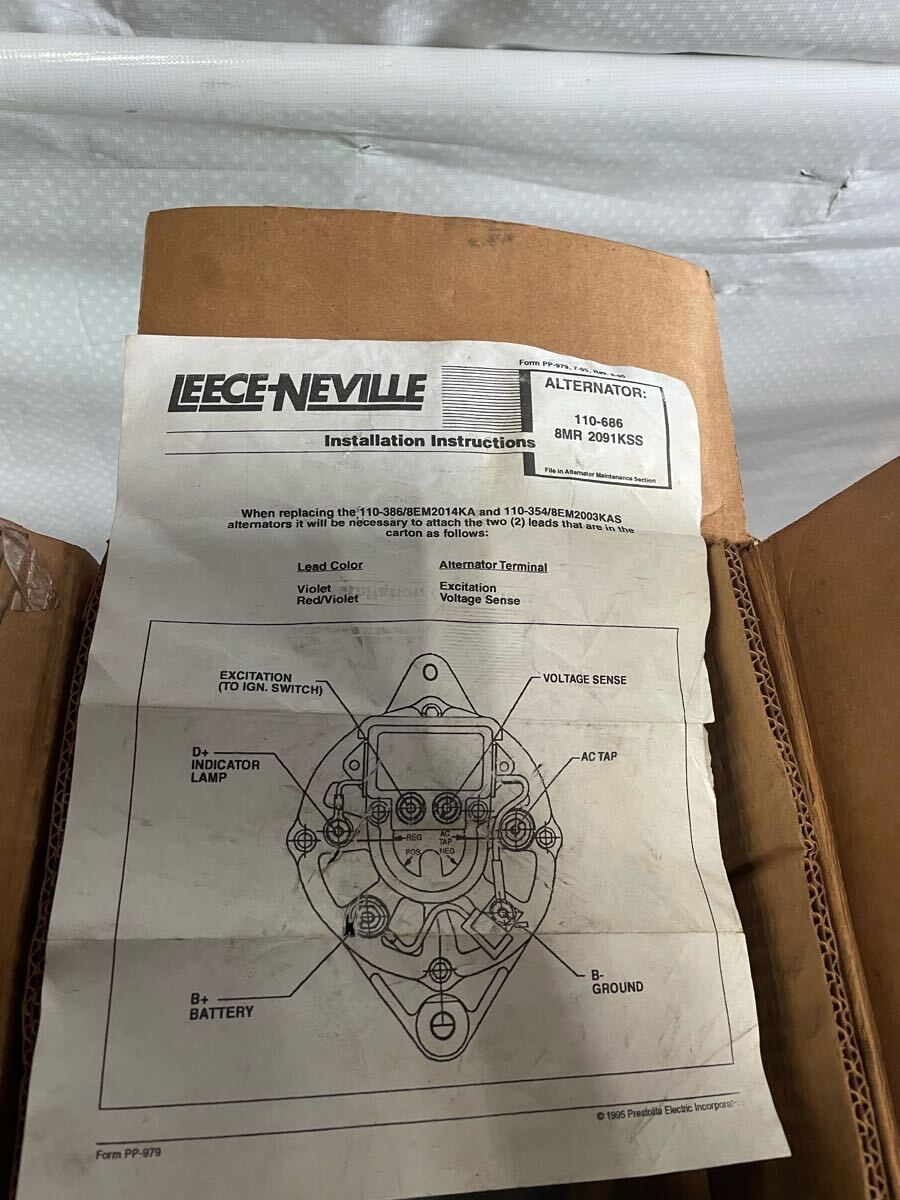 Form PP-979, 7-95, Rev.
LEECE-NEVILLE
ALTERNATOR:
110-686
8MR 2091KSS
Installation Instructions
File in Alternator Maintenance Section
When replacing the 110-386/8EM2014KA and 110-354/8EM2003KAS
alternators it will be necessary to attach the two (2) leads that are in the
carton as follows:
Lead Color Alternator Terminal
Violet Excitation
Red/Violet Voltage Sense
EXCITATION
(TO IGN. SWITCH)
VOLTAGE SENSE
D+
INDICATOR
LAMP
AC TAP
REG
AC
TAP
POS
NEG
B-
GROUND
B+
BATTERY
© 1995 Prestolite Electric
Form PP-979